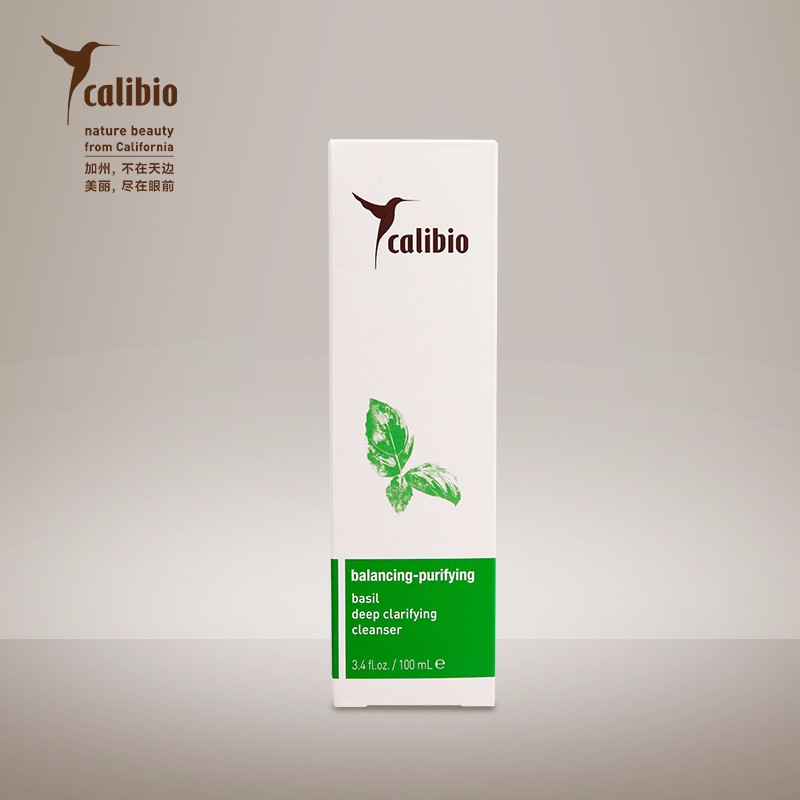 calibio
nature beauty
from California
加州，不在天边
美丽，尽在眼前
calibio
balancing-purifying
basil
deep clarifying
cleanser
3.4 fl.oz. / 100 mL ℮